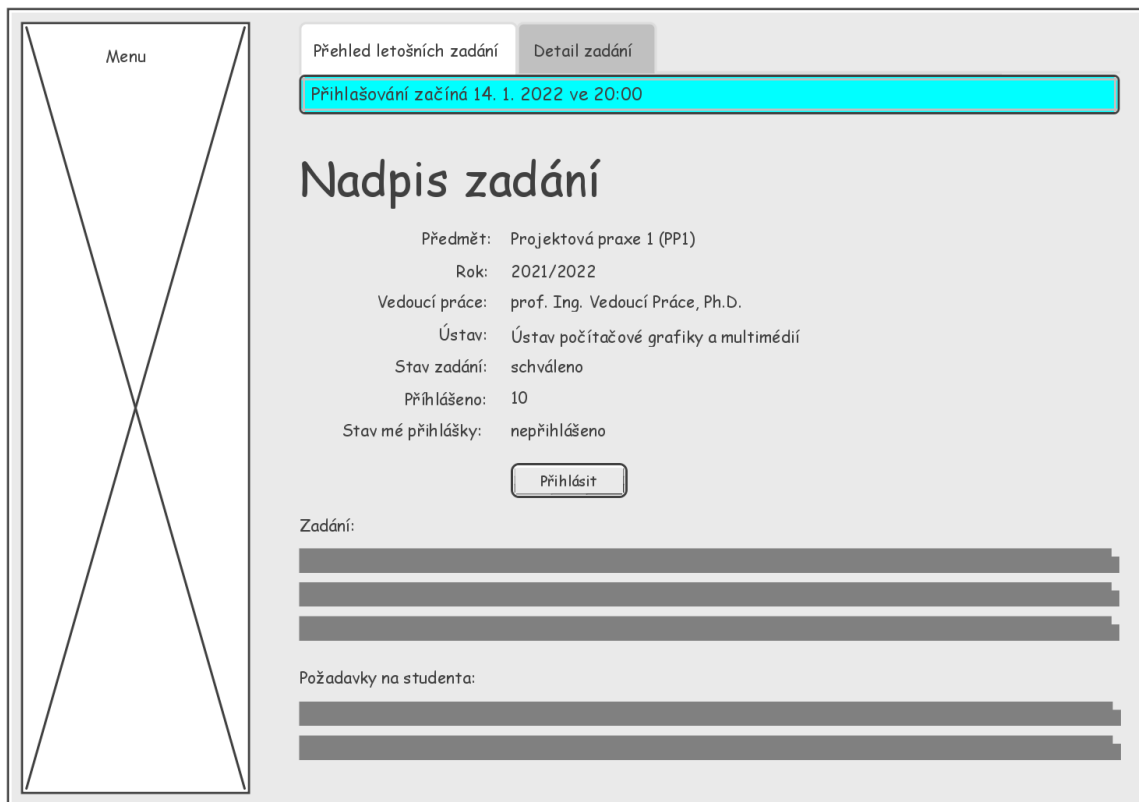 Menu
Přehled letošních zadání
Detail zadání
Přihlašování začíná 14. 1. 2022 ve 20:00
Nadpis zadání
Předmět: Projektová praxe 1 (PP1)
Rok: 2021/2022
Vedoucí práce: prof. Ing. Vedoucí Práce, Ph.D.
Ústav: Ústav počítačové grafiky a multimédií
Stav zadání: schváleno
Příhlášeno: 10
Stav mé přihlášky: nepřihlášeno
Přihlásit
Zadání:
Požadavky na studenta: